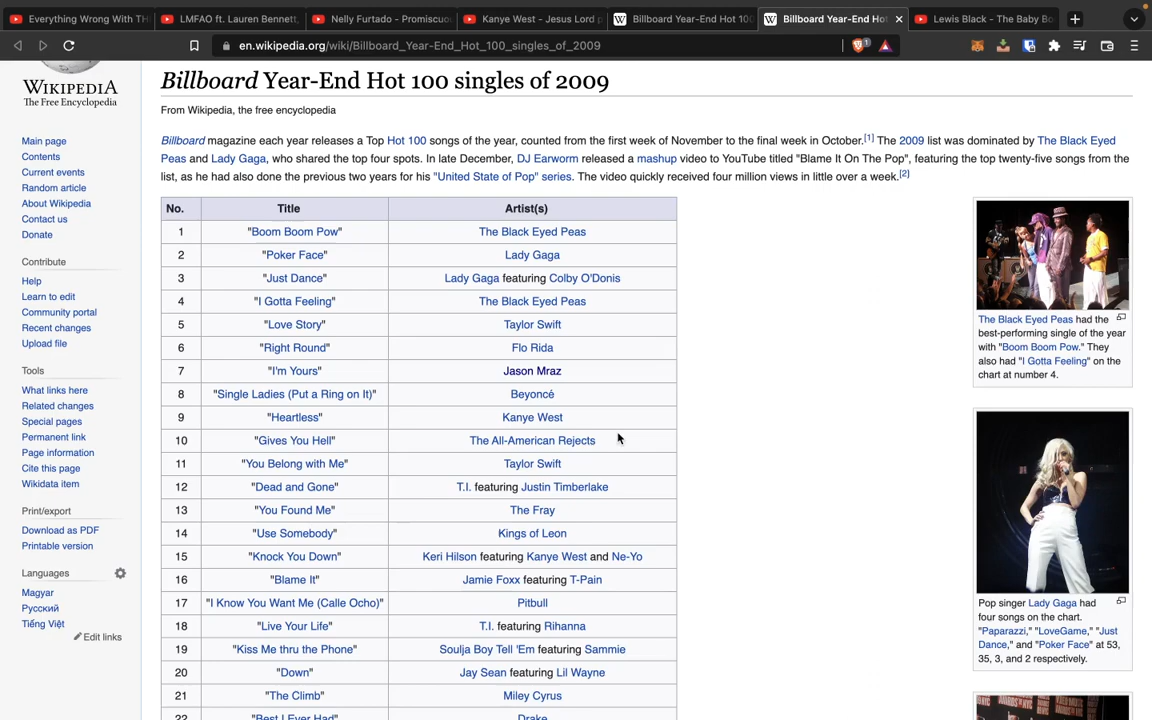 Everything Wrong With TH
LMFAO ft. Lauren Bennett,
Nelly Furtado - Promiscuo
Kanye West - Jesus Lord p
Billboard Year-End Hot 100
Billboard Year-End Hot
Lewis Black - The Baby Bo
en.wikipedia.org/wiki/Billboard_Year-End_Hot_100_singles_of_2009
1
WIKIPEDIA
The Free Encyclopedia
Main page
Contents
Current events
Random article
About Wikipedia
Contact us
Donate
Contribute
Help
Learn to edit
Community portal
Recent changes
Upload file
Tools
What links here
Related changes
Special pages
Permanent link
Page information
Cite this page
Wikidata item
Print/export
Download as PDF
Printable version
Languages
Magyar
Русский
Tiếng Việt
Edit links
Billboard Year-End Hot 100 singles of 2009
From Wikipedia, the free encyclopedia
Billboard magazine each year releases a Top Hot 100 songs of the year, counted from the first week of November to the final week in October.[1] The 2009 list was dominated by The Black Eyed
Peas and Lady Gaga, who shared the top four spots. In late December, DJ Earworm released a mashup video to YouTube titled "Blame It On The Pop", featuring the top twenty-five songs from the
list, as he had also done the previous two years for his "United State of Pop" series. The video quickly received four million views in little over a week.[2]
No. Title Artist(s)
1 "Boom Boom Pow" The Black Eyed Peas
2 "Poker Face" Lady Gaga
3 "Just Dance" Lady Gaga featuring Colby O'Donis
4 "I Gotta Feeling" The Black Eyed Peas
5 "Love Story" Taylor Swift
6 "Right Round" Flo Rida
7 "I'm Yours" Jason Mraz
8 "Single Ladies (Put a Ring on It)" Beyoncé
9 "Heartless" Kanye West
10 "Gives You Hell" The All-American Rejects
11 "You Belong with Me" Taylor Swift
12 "Dead and Gone" T.I. featuring Justin Timberlake
13 "You Found Me" The Fray
14 "Use Somebody" Kings of Leon
15 "Knock You Down" Keri Hilson featuring Kanye West and Ne-Yo
16 "Blame It" Jamie Foxx featuring T-Pain
17 "I Know You Want Me (Calle Ocho)" Pitbull
18 "Live Your Life" T.I. featuring Rihanna
19 "Kiss Me thru the Phone" Soulja Boy Tell 'Em featuring Sammie
20 "Down" Jay Sean featuring Lil Wayne
21 "The Climb" Miley Cyrus
22 "Best I Ever Had" Drake
The Black Eyed Peas had the
best-performing single of the year
with "Boom Boom Pow." They
also had "I Gotta Feeling" on the
chart at number 4.
Pop singer Lady Gaga had
four songs on the chart.
"Paparazzi," "LoveGame," "Just
Dance," and "Poker Face" at 53,
35, 3, and 2 respectively.